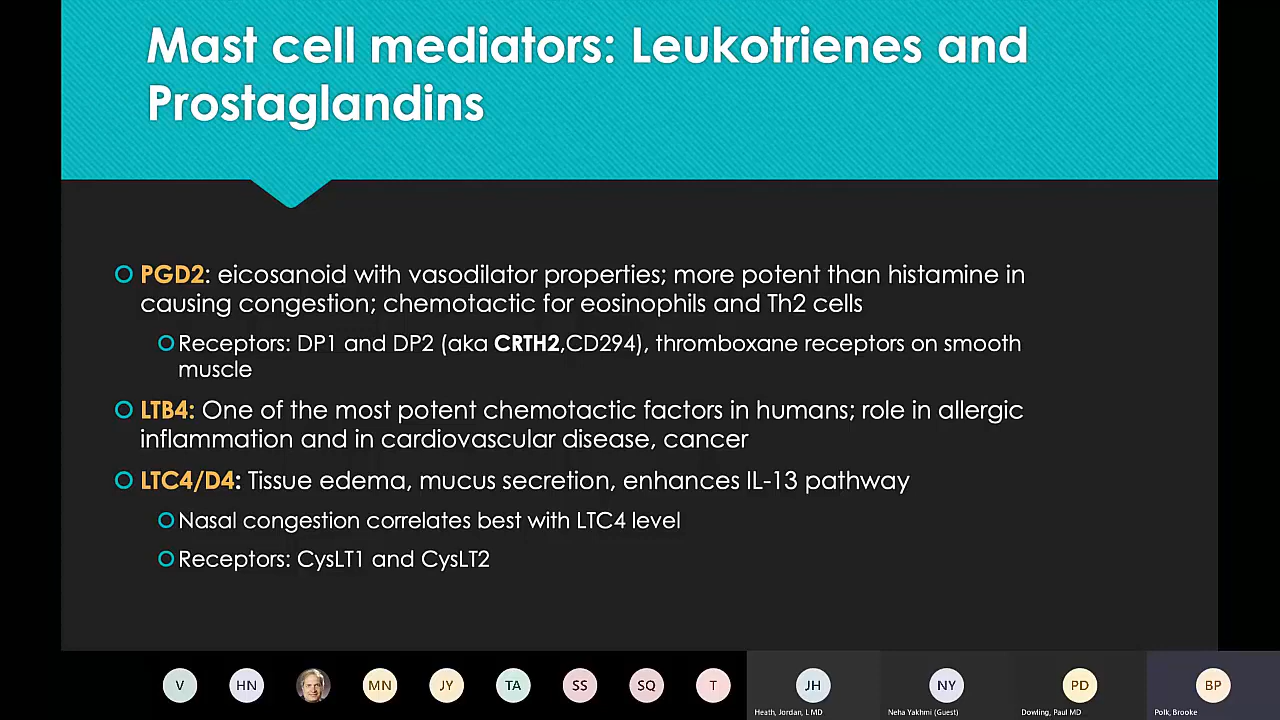 Mast cell mediators: Leukotrienes and
Prostaglandins
PGD2: eicosanoid with vasodilator properties; more potent than histamine in
causing congestion; chemotactic for eosinophils and Th2 cells
Receptors: DP1 and DP2 (aka CRTH2,CD294), thromboxane receptors on smooth
muscle
LTB4: One of the most potent chemotactic factors in humans; role in allergic
inflammation and in cardiovascular disease, cancer
LTC4/D4: Tissue edema, mucus secretion, enhances IL-13 pathway
Nasal congestion correlates best with LTC4 level
Receptors: CysLT1 and CysLT2
V HN MN JY TA SS SQ T JH NY PD BP
Heath, Jordan, L MD Neha Yakhmi (Guest) Dowling, Paul MD Polk, Brooke